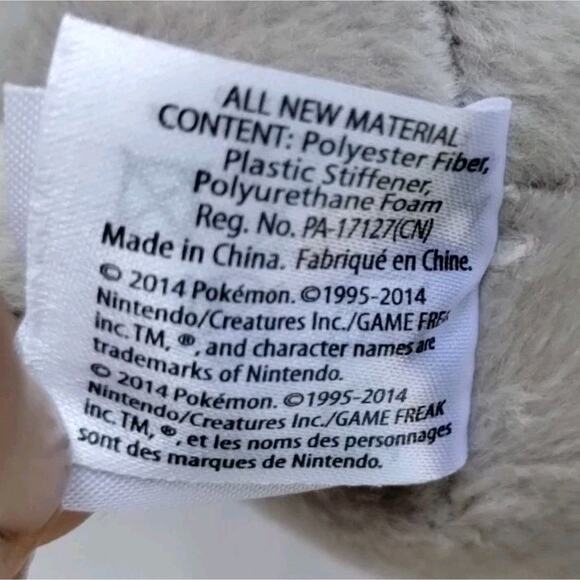 ALL NEW MATERIAL
CONTENT: Polyester Fiber,
Plastic Stiffener,
Polyurethane Foam
Reg. No. PA-17127(CN)
Made in China. Fabriqué en Chine.
© 2014 Pokémon. ©1995-2014
Nintendo/Creatures Inc./GAME FREAK
inc.TM, ®, and character names are
trademarks of Nintendo.
© 2014 Pokémon. ©1995-2014
Nintendo/Creatures Inc./GAME FREAK
inc.TM, ®, et les noms des personnages
sont des marques de Nintendo.